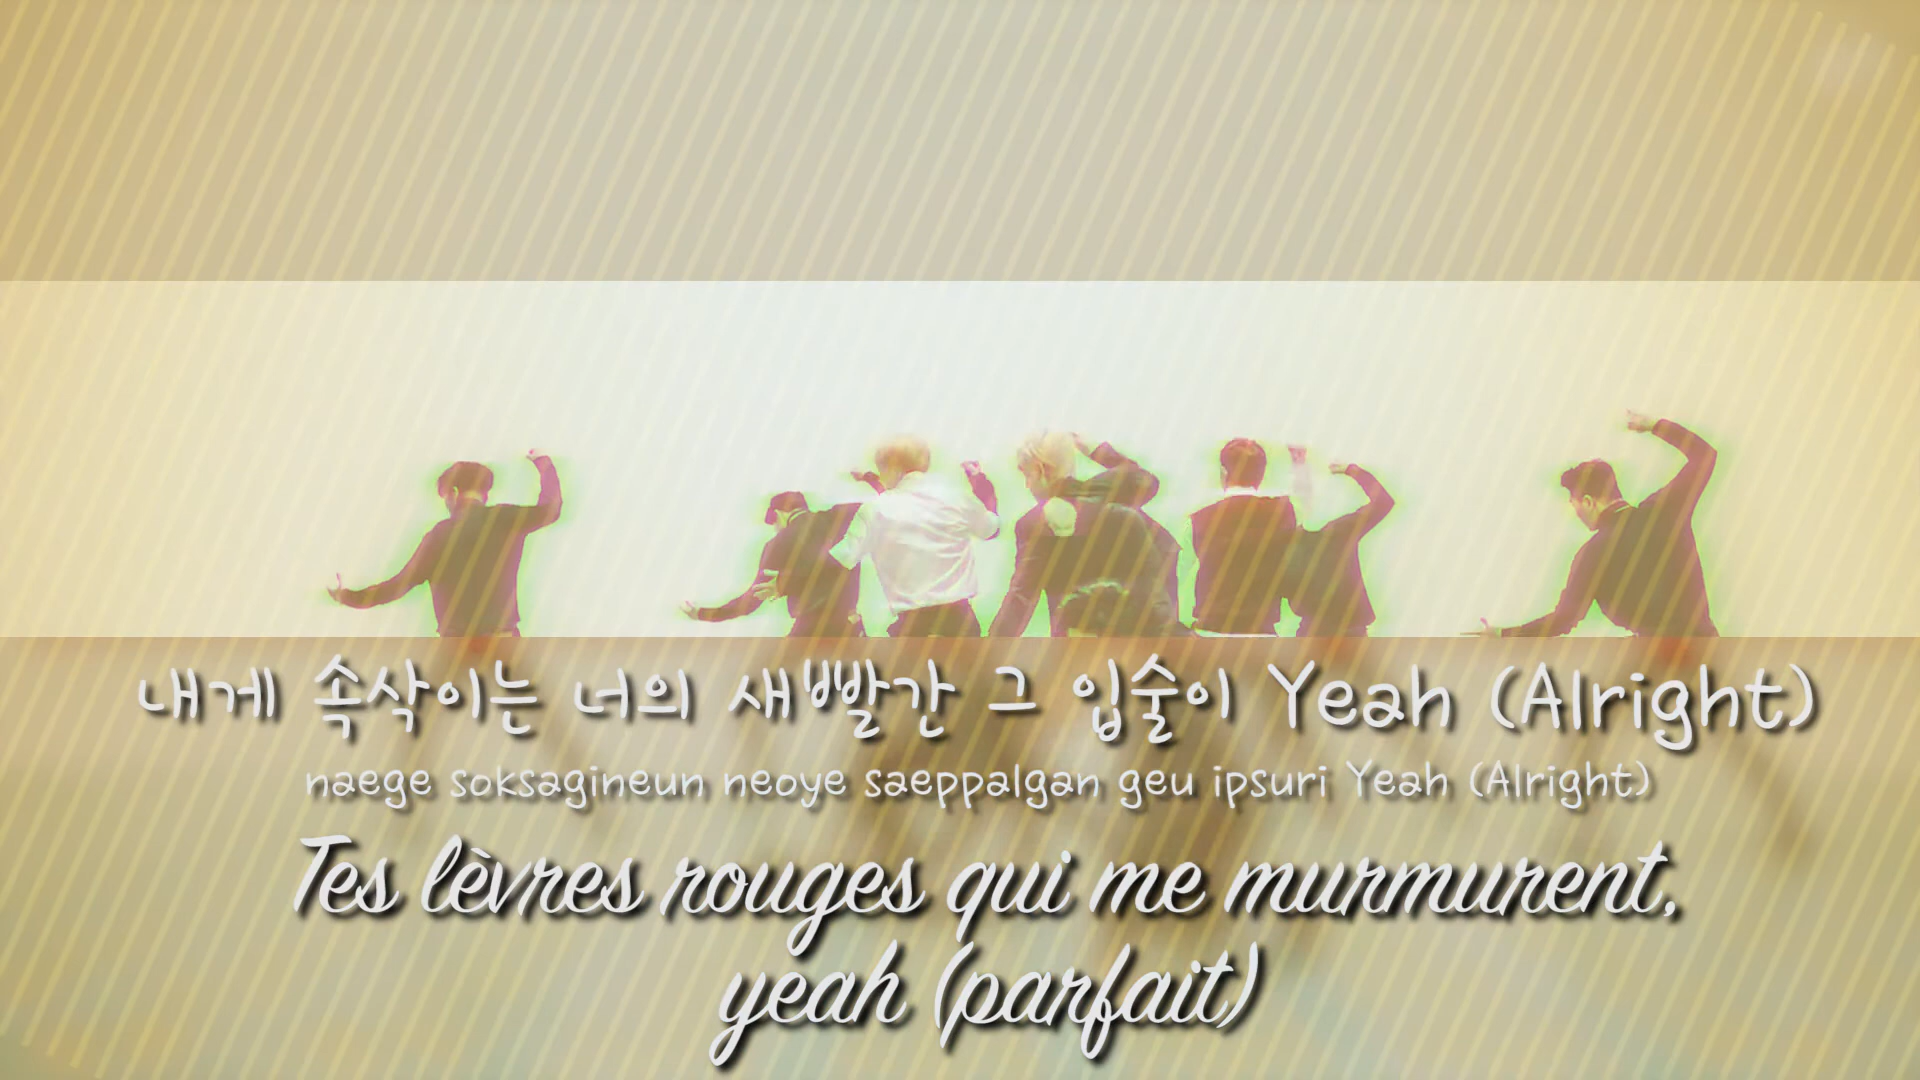 내게 속삭이는 너의 새빨간 그 입술이 Yeah (Alright)
naege soksagineun neoye saeppalgan geu ipsuri Yeah (Alright)
Tes lèvres rouges qui me murmurent,
yeah (parfait)